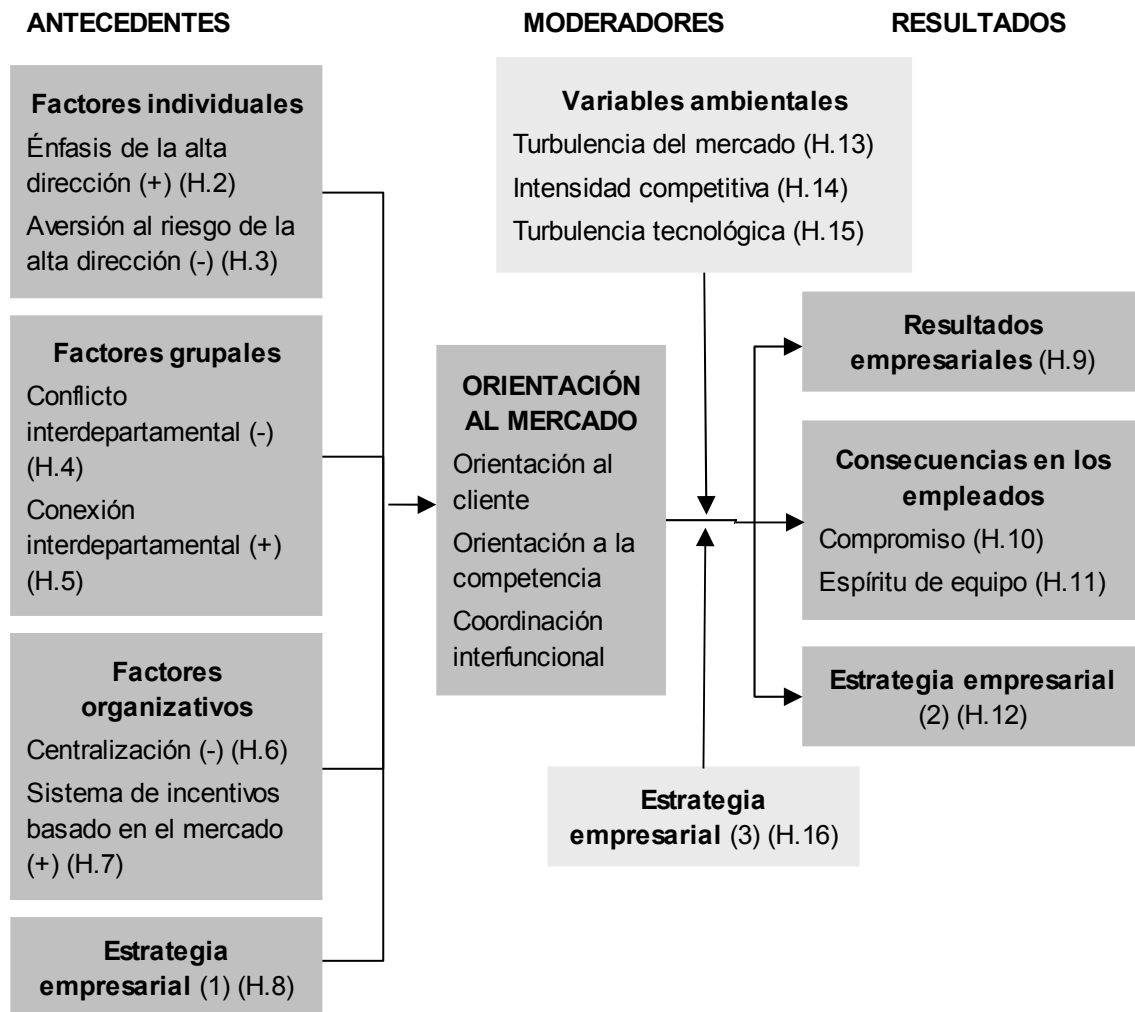 ANTECEDENTES
MODERADORES
RESULTADOS
Factores individuales
Énfasis de la alta
dirección (+) (H.2)
Aversión al riesgo de la
alta dirección (-) (H.3)
Factores grupales
Conflicto
interdepartamental (-)
(H.4)
Conexión
interdepartamental (+)
(H.5)
Factores
organizativos
Centralización (-) (H.6)
Sistema de incentivos
basado en el mercado
(+) (H.7)
Estrategia
empresarial (1) (H.8)
ORIENTACIÓN
AL MERCADO
Orientación al
cliente
Orientación a la
competencia
Coordinación
interfuncional
Variables ambientales
Turbulencia del mercado (H.13)
Intensidad competitiva (H.14)
Turbulencia tecnológica (H.15)
Estrategia
empresarial (3) (H.16)
Resultados
empresariales (H.9)
Consecuencias en los
empleados
Compromiso (H.10)
Espíritu de equipo (H.11)
Estrategia empresarial
(2) (H.12)